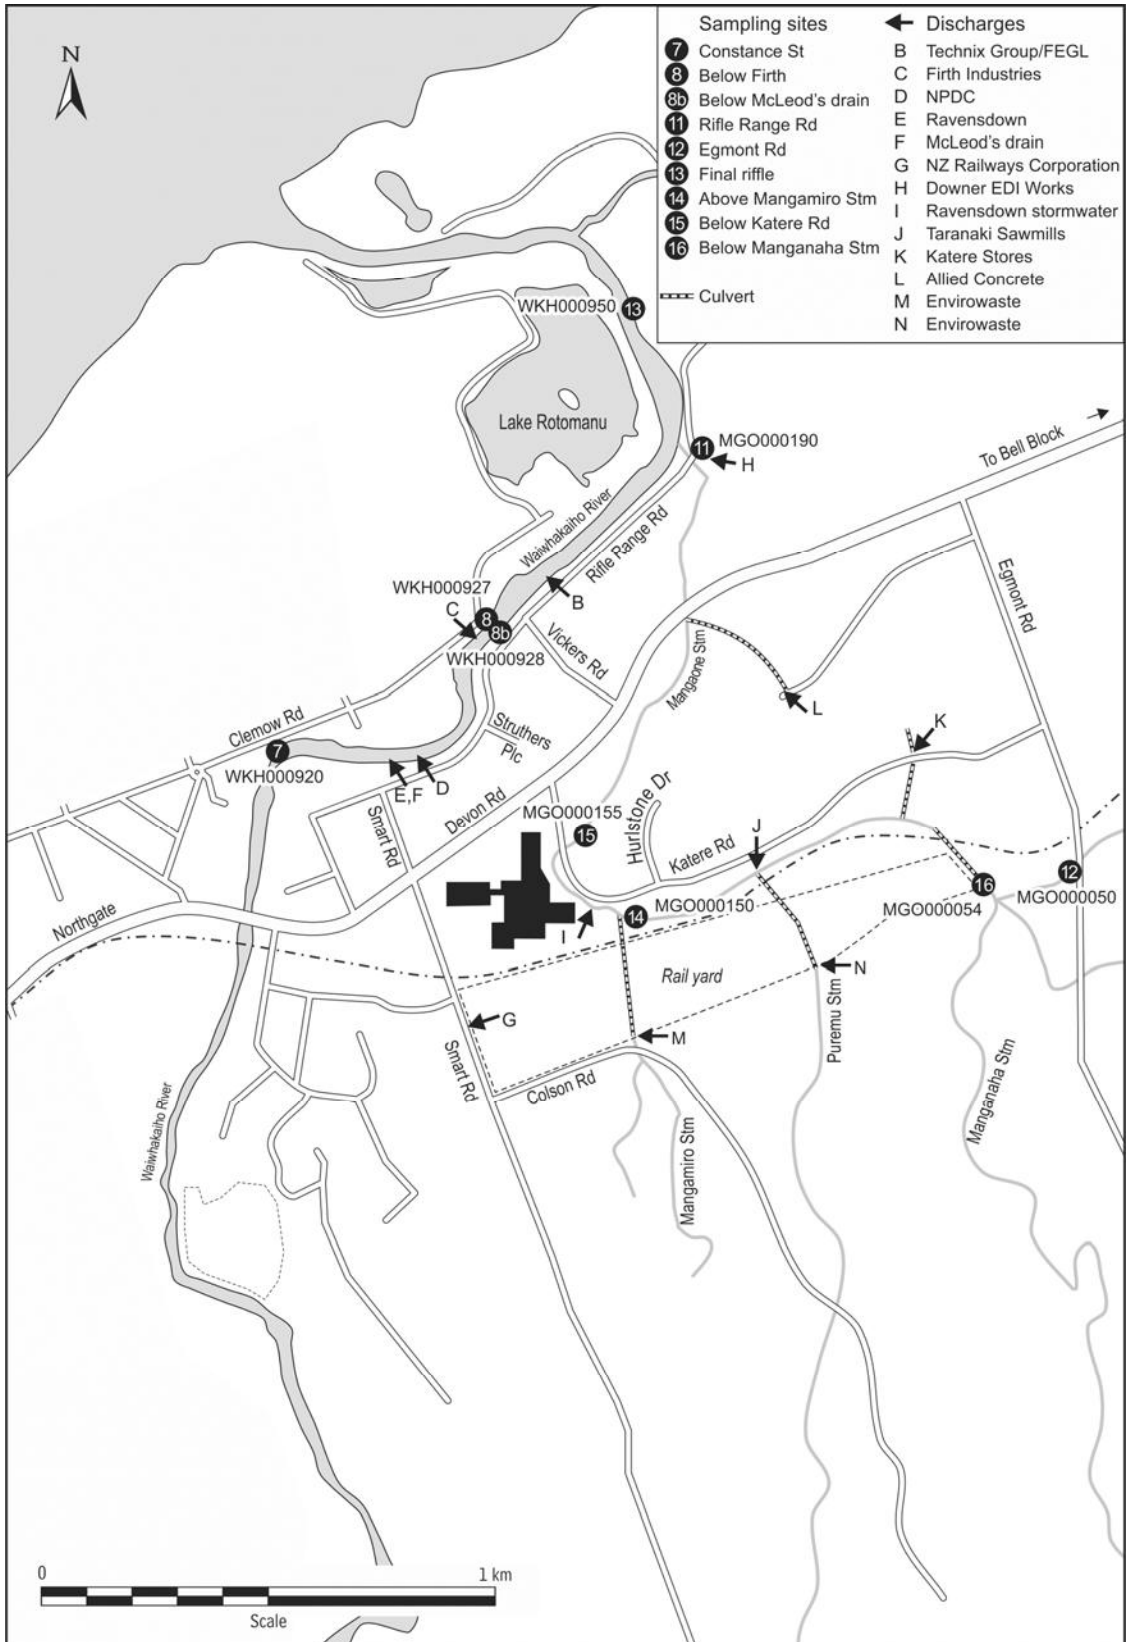 N
Sampling sites
7 Constance St
8 Below Firth
8b Below McLeod's drain
11 Rifle Range Rd
12 Egmont Rd
13 Final riffle
14 Above Mangamiro Stm
15 Below Katere Rd
16 Below Manganaha Stm
Culvert
Discharges
B Technix Group/FEGL
C Firth Industries
D NPDC
E Ravensdown
F McLeod's drain
G NZ Railways Corporation
H Downer EDI Works
I Ravensdown stormwater
J Taranaki Sawmills
K Katere Stores
L Allied Concrete
M Envirowaste
N Envirowaste
WKH000950 13
Lake Rotomanu
11 MGO000190
H
To Bell Block
Waiwhakaiho River
Rifle Range Rd
WKH000927
B
C
8
8b
WKH000928
Vickers Rd
Egmont Rd
Mangaone Stm
L
K
Clemow Rd
7
WKH000920
Struthers
Plc
E,F
D
Smart Rd
Devon Rd
MGO000155
15
Hurlstone Dr
J
Katere Rd
12
MGO000050
16
MGO000054
MGO000150
14
I
Northgate
Rail yard
N
G
M
Puremu Stm
Smart Rd
Colson Rd
Manganaha Stm
Waiwhakaiho River
Mangamiro Stm
0
1 km
Scale